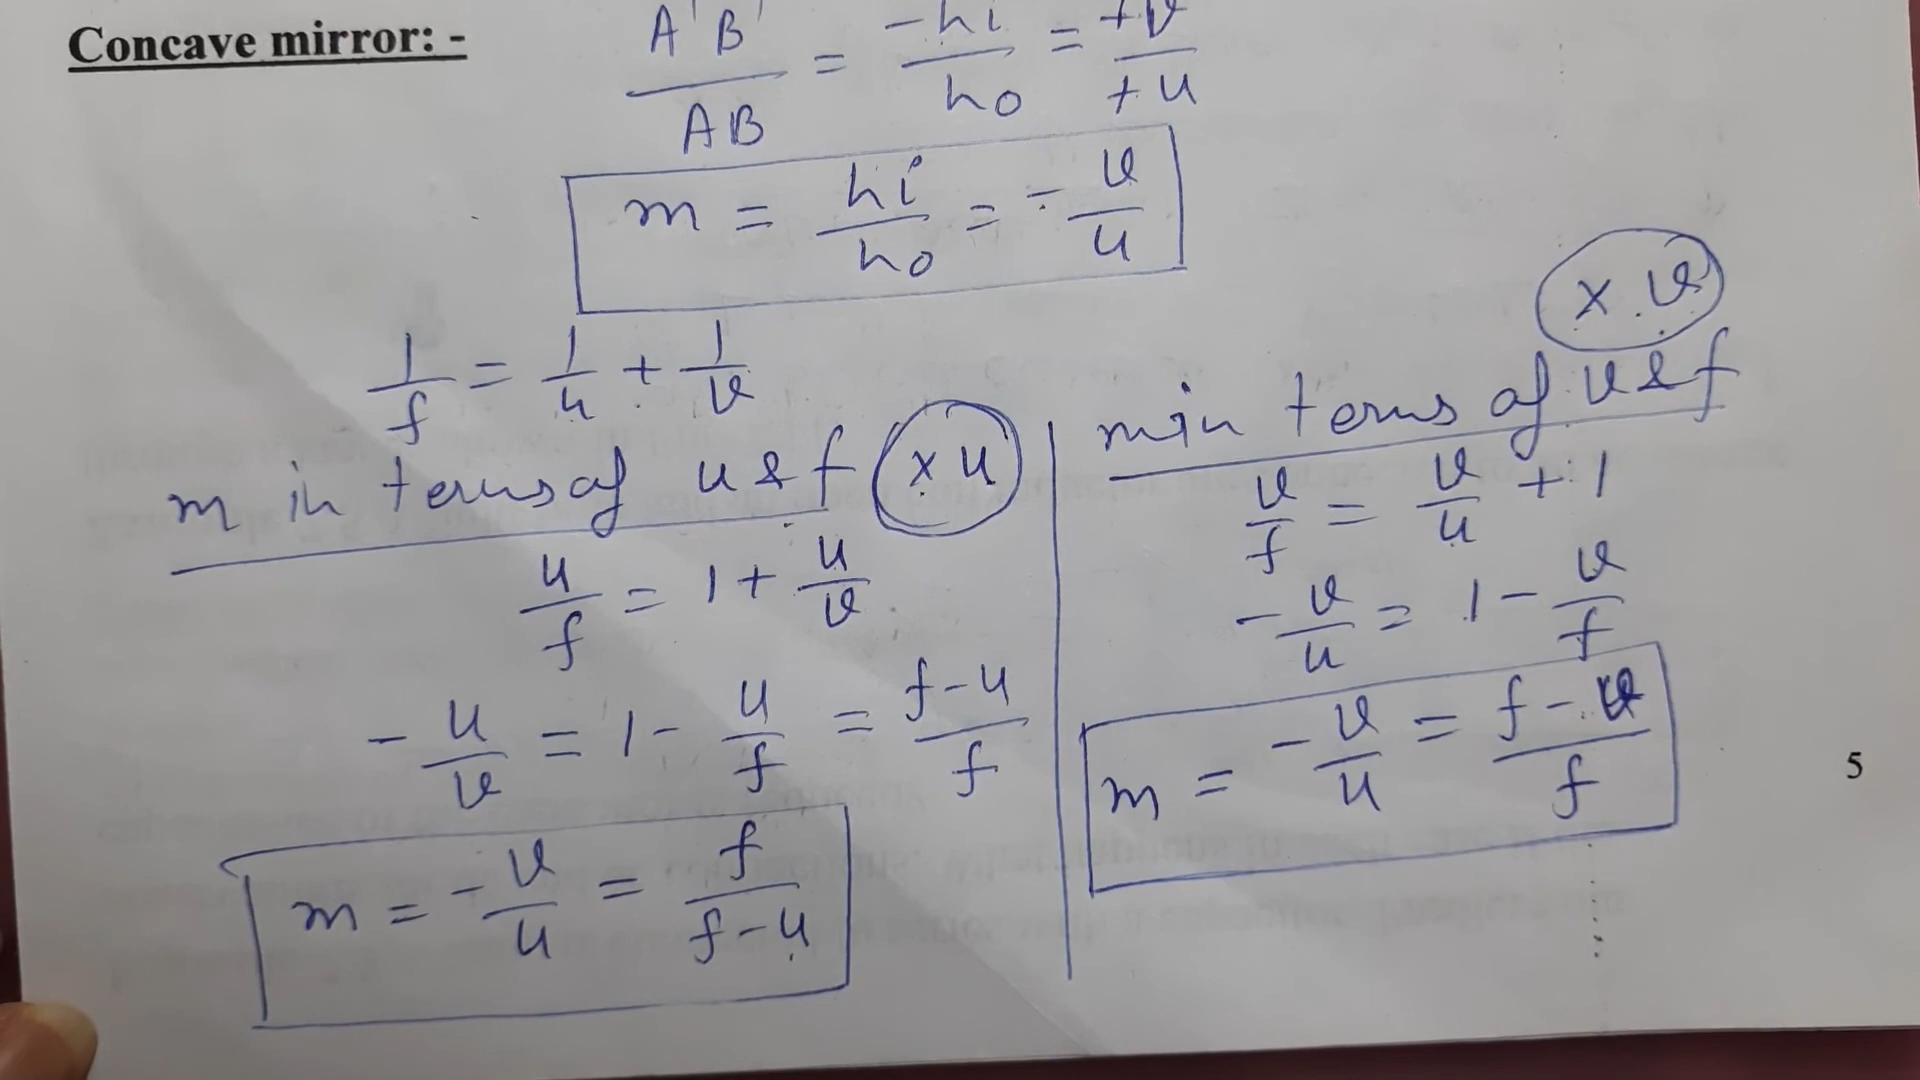 Concave mirror: -
A'B'/AB = -hi/ho = +v/+u
m = hi/ho = -v/u
1/f = 1/u + 1/v
m in terms of u & f × u
u/f = 1 + u/v
-u/v = 1 - u/f = f-u/f
m = -v/u = f/f-u
× v
m in terms of v & f
v/f = v/u + 1
-v/u = 1 - v/f
m = -v/u = f-v/f
5